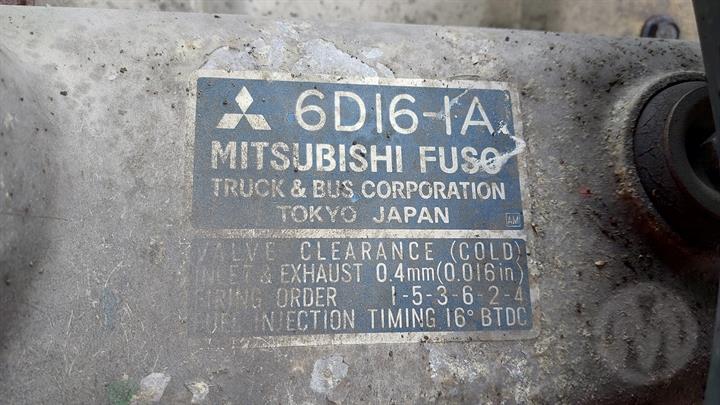 6D16-1A
MITSUBISHI FUSO
TRUCK & BUS CORPORATION
TOKYO JAPAN
AM
VALVE CLEARANCE (COLD)
INLET & EXHAUST 0.4mm(0.016in)
FIRING ORDER 1-5-3-6-2-4
FUEL INJECTION TIMING 16° BTDC